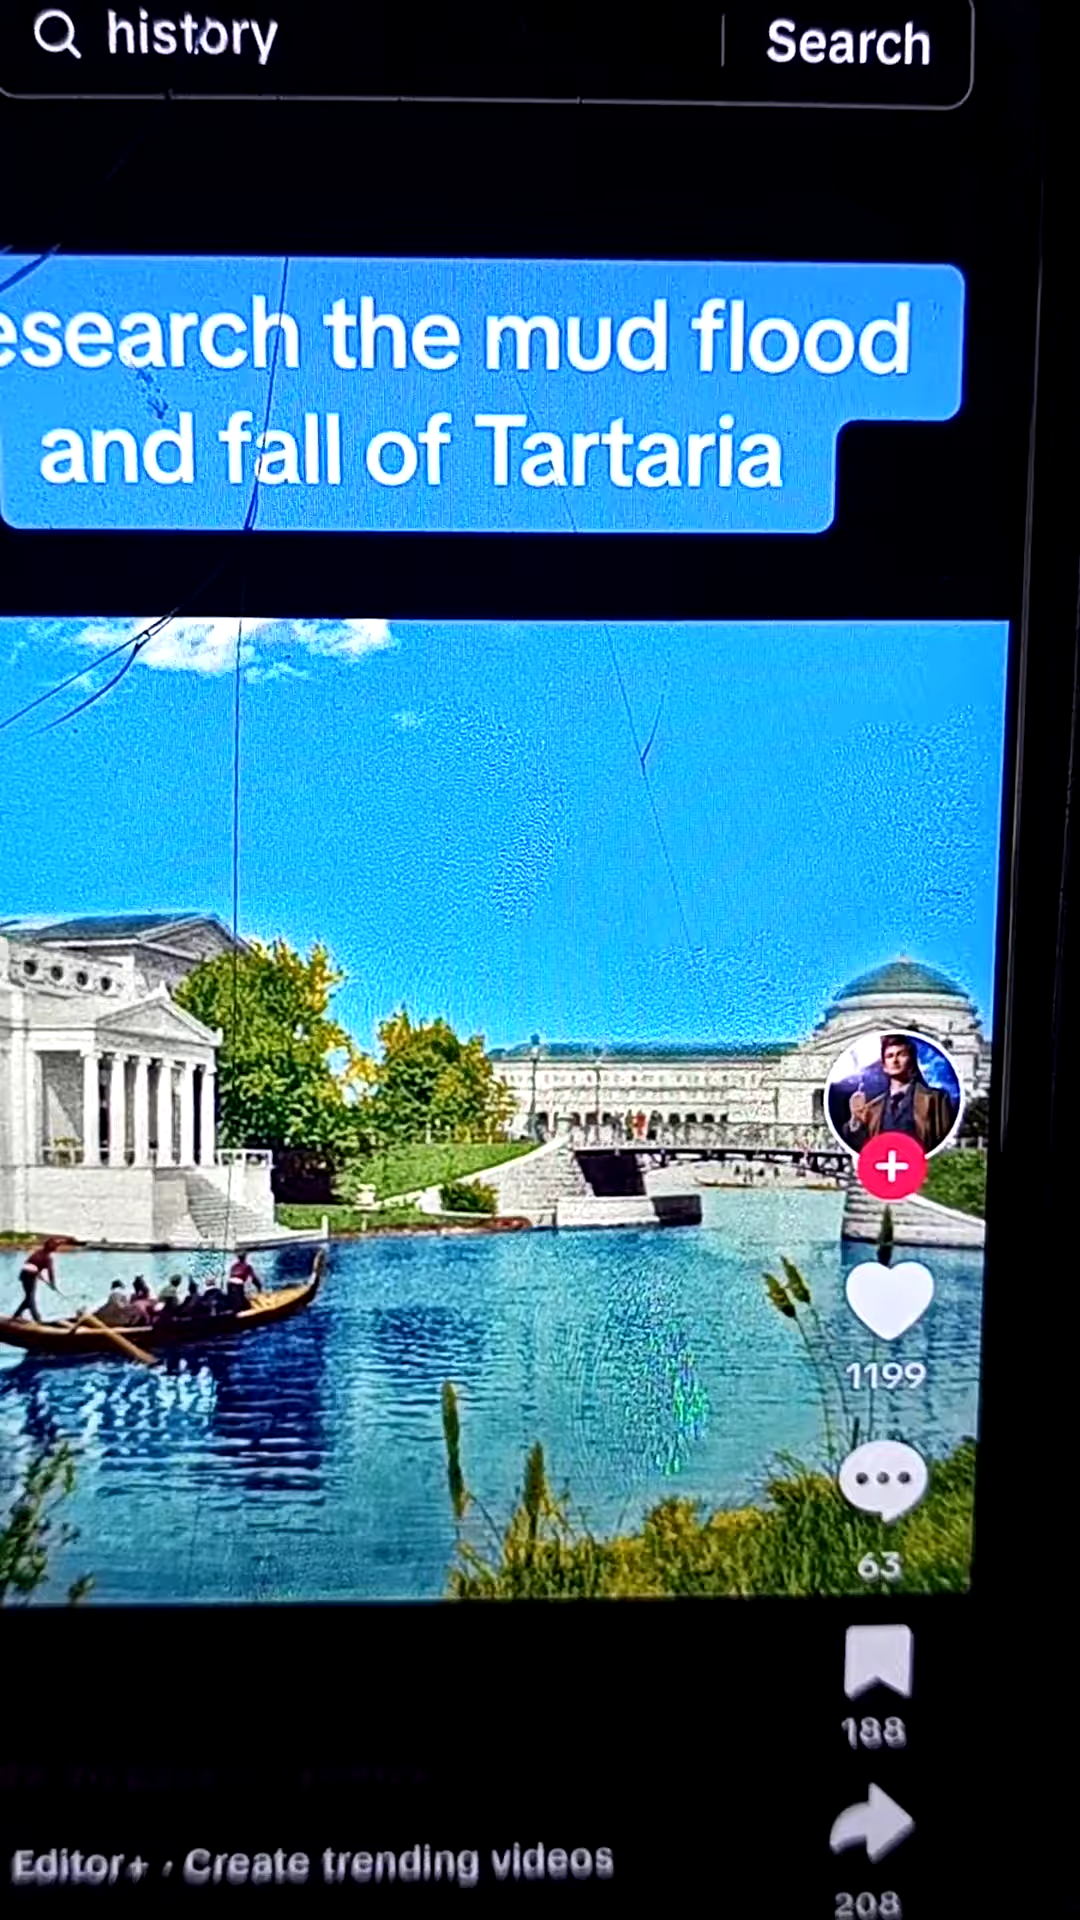 history
Search
esearch the mud flood
and fall of Tartaria
1199
63
188
Editor+ · Create trending videos
208